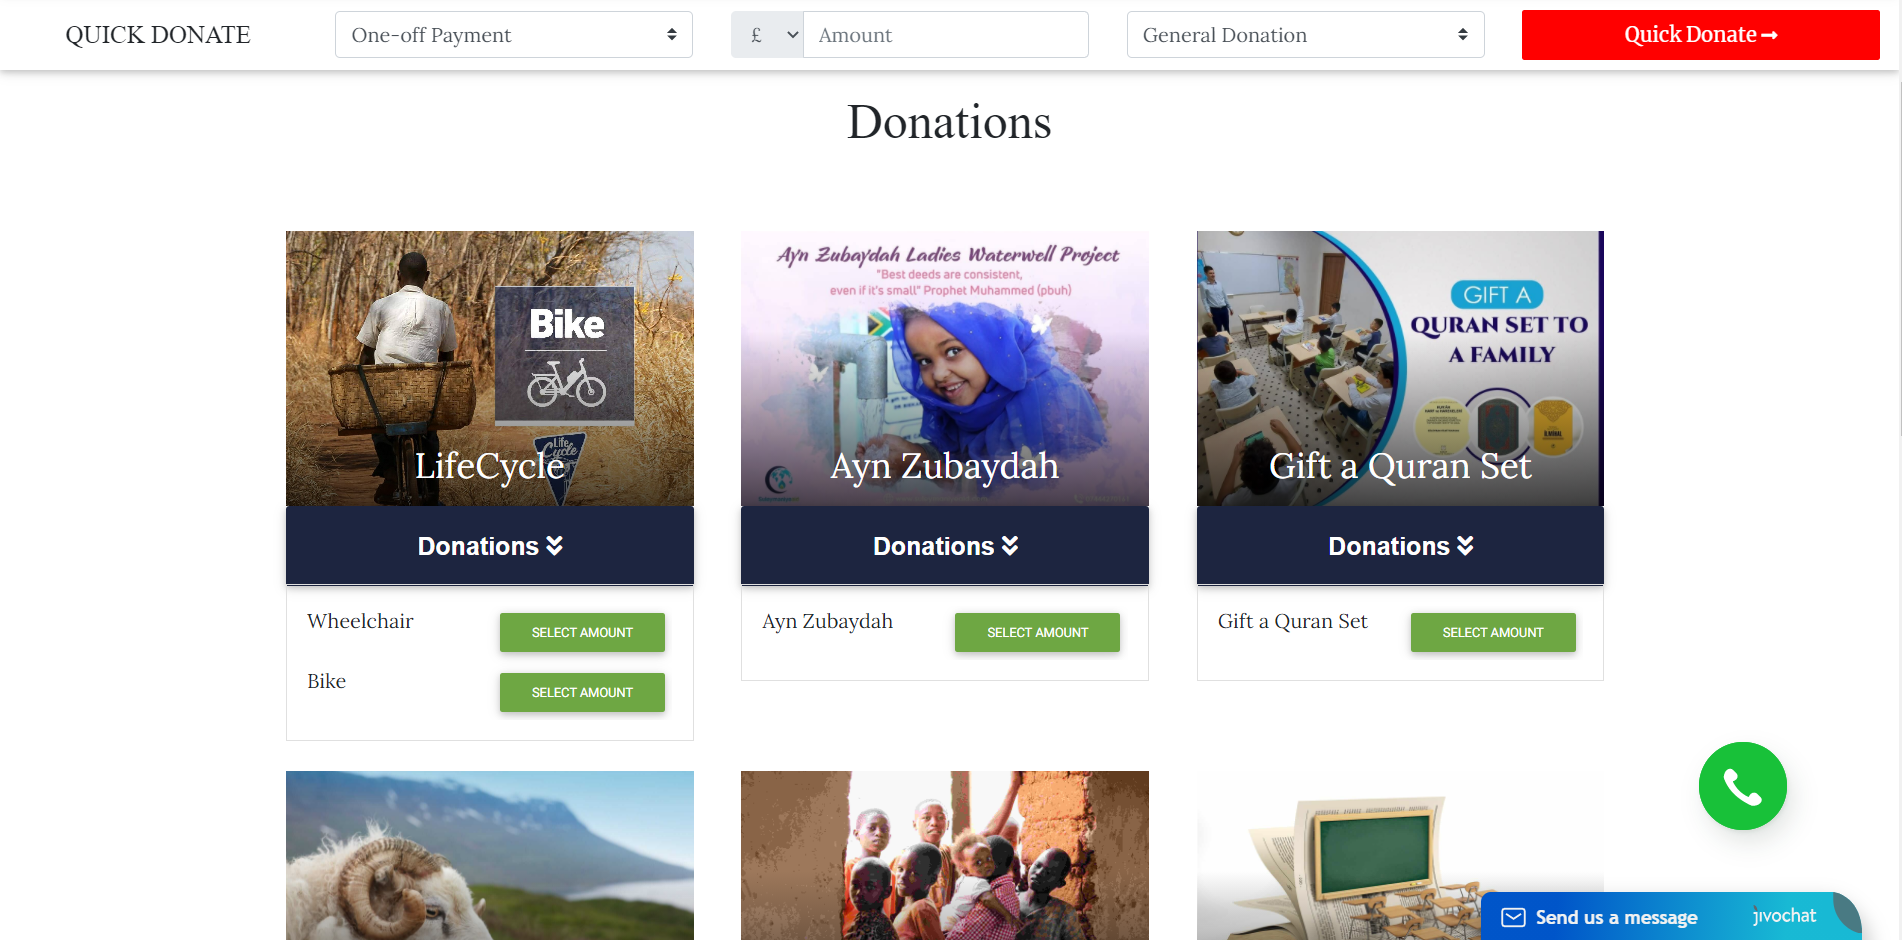 QUICK DONATE
One-off Payment
£
Amount
General Donation
Quick Donate
Donations
Bike
Life
Cycle
LifeCycle
Donations
Wheelchair
SELECT AMOUNT
Bike
SELECT AMOUNT
Ayn Zubaydah Ladies Waterwell Project
"Best deeds are consistent,
even if it's small" Prophet Muhammed (pbuh)
Ayn Zubaydah
Donations
Ayn Zubaydah
SELECT AMOUNT
GIFT A
QURAN SET TO
A FAMILY
Gift a Quran Set
Donations
Gift a Quran Set
SELECT AMOUNT
Send us a message
jivochat